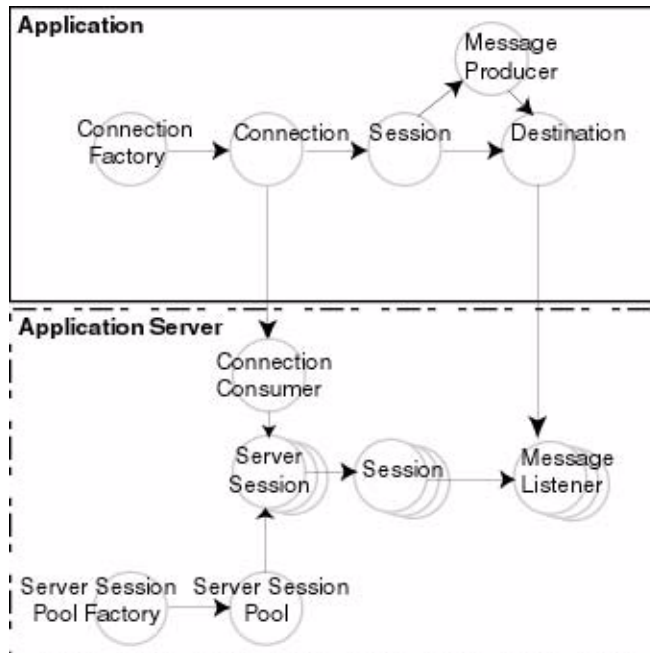 Application
Message
Producer
Connection
Factory
Connection
Session
Destination
Application Server
Connection
Consumer
Server
Session
Session
Message
Listener
Server Session
Pool Factory
Server Session
Pool